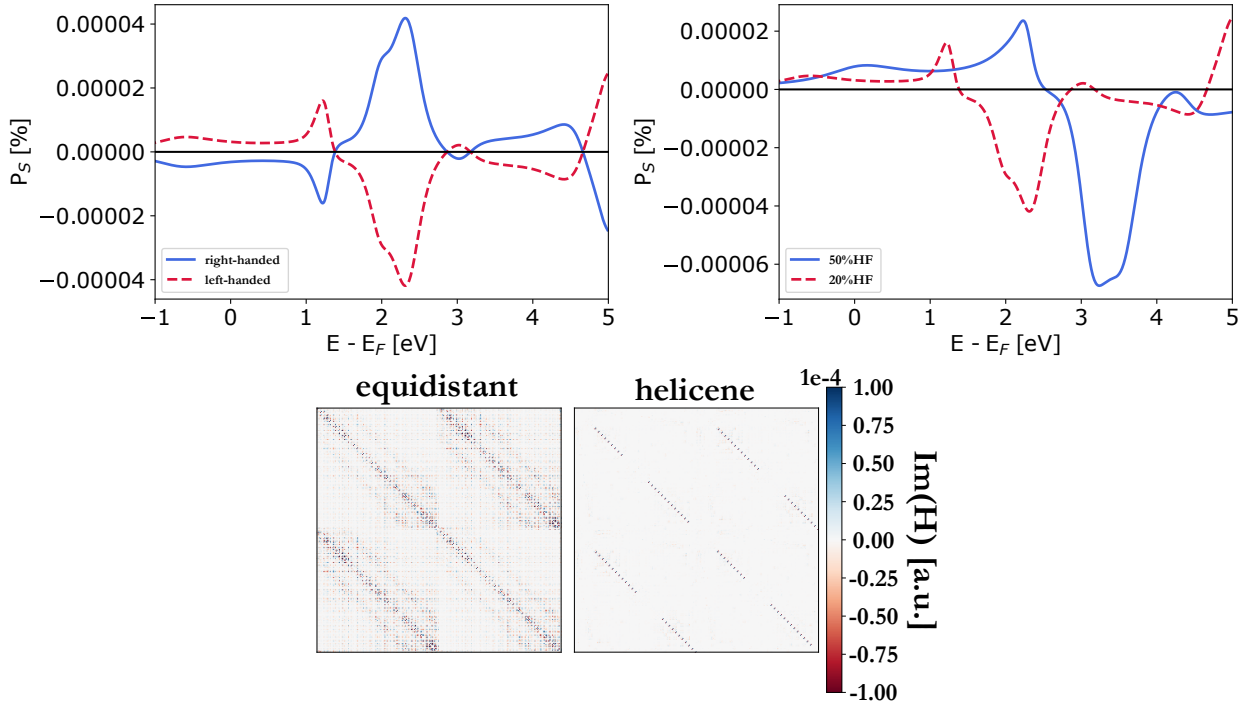 0.00004
0.00002
0.00000
−0.00002
−0.00004
P_S [%]
right-handed
left-handed
−1 0 1 2 3 4 5
E - E_F [eV]
0.00002
0.00000
−0.00002
−0.00004
−0.00006
P_S [%]
50%HF
20%HF
−1 0 1 2 3 4 5
E - E_F [eV]
equidistant
helicene
1e-4
1.00
0.75
0.50
0.25
0.00
-0.25
-0.50
-0.75
-1.00
Im(H) [a.u.]